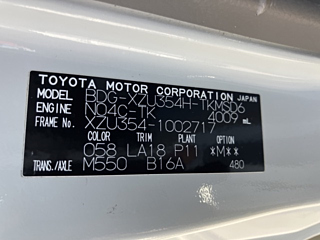 TOYOTA MOTOR CORPORATION JAPAN
MODEL BDG-XZU354H-TKMSD6
ENGINE N04C-TK 4009 mL
FRAME No. XZU354-1002717
COLOR TRIM PLANT OPTION
058 LA18 P11 *M**
TRANS./AXLE M550 B16A 480